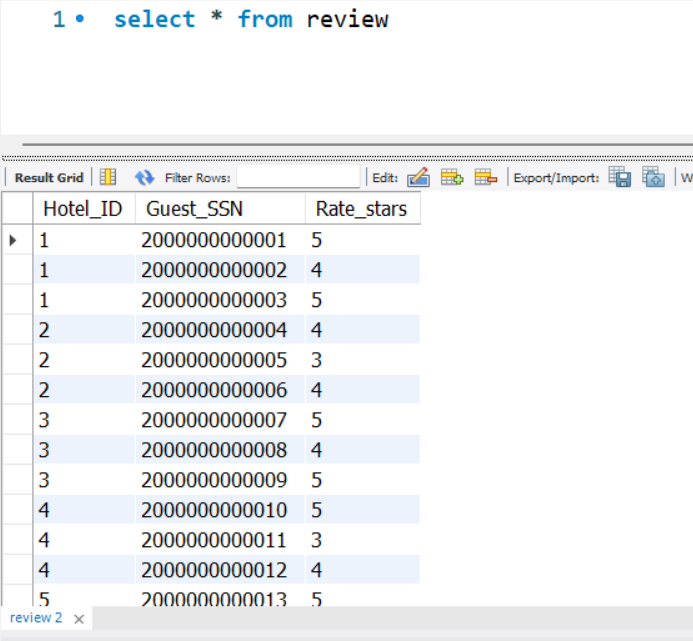 1 select * from review
Result Grid Filter Rows: Edit: Export/Import: W
Hotel_ID Guest_SSN Rate_stars
1 2000000000001 5
1 2000000000002 4
1 2000000000003 5
2 2000000000004 4
2 2000000000005 3
2 2000000000006 4
3 2000000000007 5
3 2000000000008 4
3 2000000000009 5
4 2000000000010 5
4 2000000000011 3
4 2000000000012 4
5 2000000000013 5
review 2